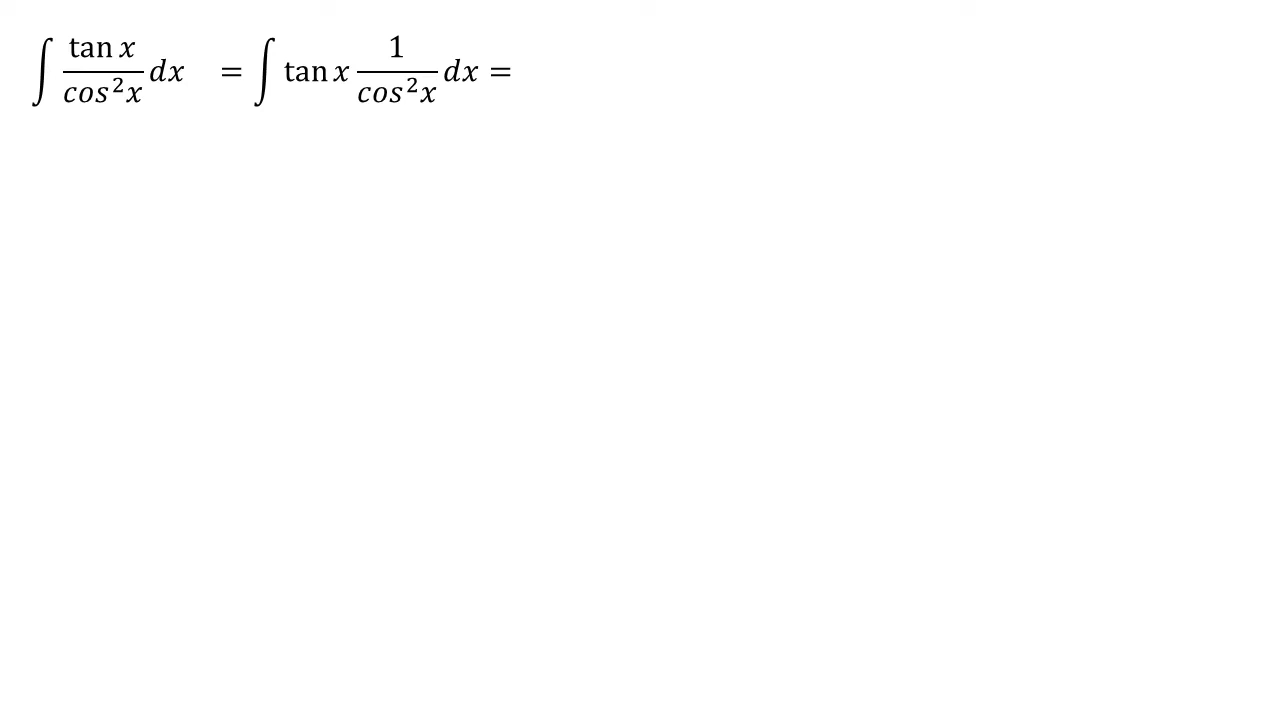 ∫ tan x / cos²x dx = ∫ tan x 1 / cos²x dx =